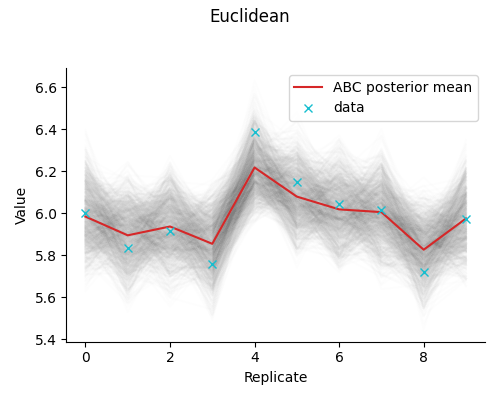 Euclidean
ABC posterior mean
data
Value
6.6
6.4
6.2
6.0
5.8
5.6
5.4
0
2
4
6
8
Replicate